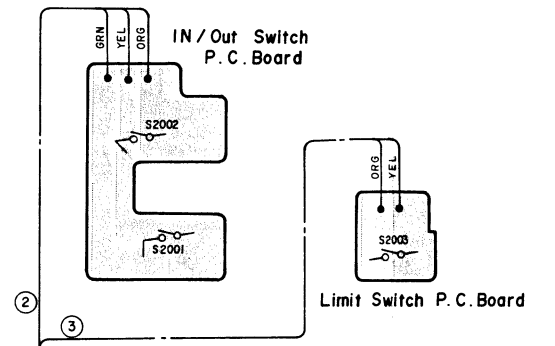 GRN YEL ORG
IN/Out Switch
P.C.Board
S2002
S2001
ORG YEL
S2003
Limit Switch P.C.Board
2
3